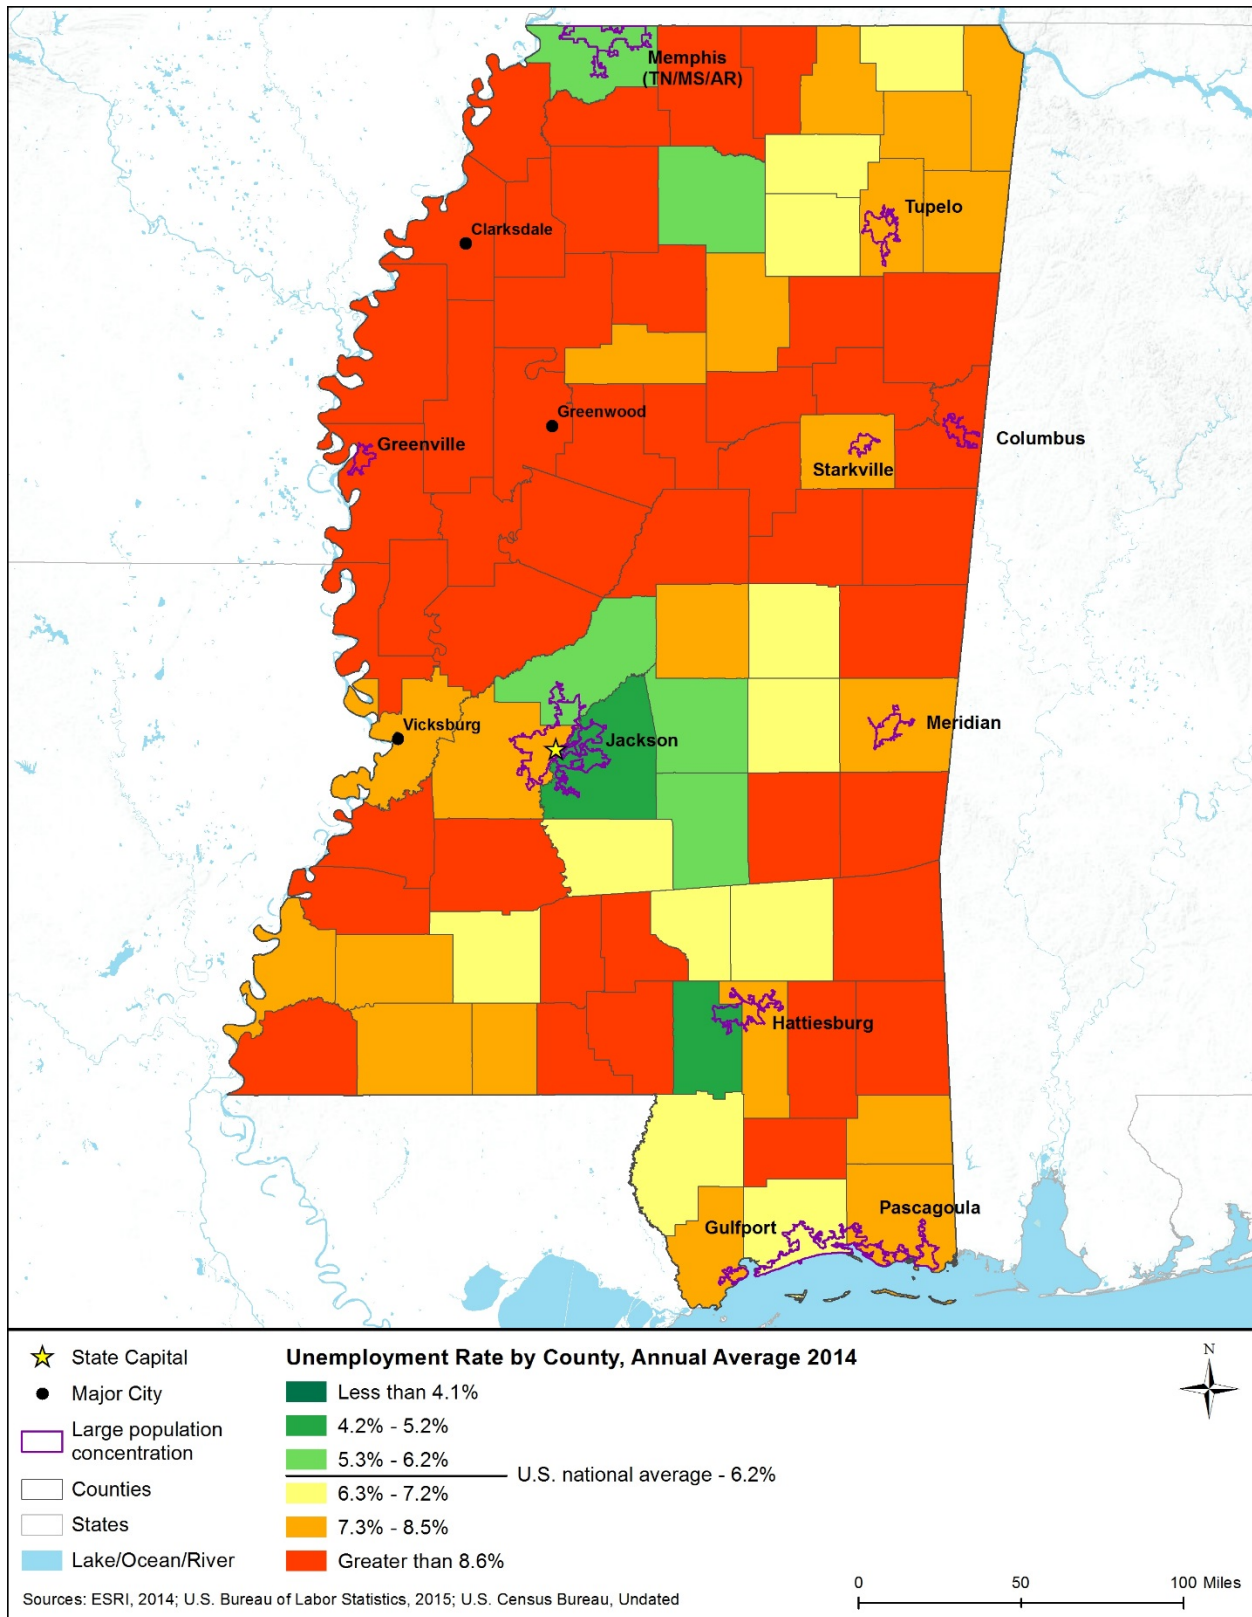 Memphis
(TN/MS/AR)
Tupelo
Clarksdale
Greenwood
Greenville
Columbus
Starkville
Meridian
Vicksburg
Jackson
Hattiesburg
Pascagoula
Gulfport
State Capital
Major City
Large population
concentration
Counties
States
Lake/Ocean/River
Unemployment Rate by County, Annual Average 2014
Less than 4.1%
4.2% - 5.2%
5.3% - 6.2%
U.S. national average - 6.2%
6.3% - 7.2%
7.3% - 8.5%
Greater than 8.6%
N
0 50 100 Miles
Sources: ESRI, 2014; U.S. Bureau of Labor Statistics, 2015; U.S. Census Bureau, Undated